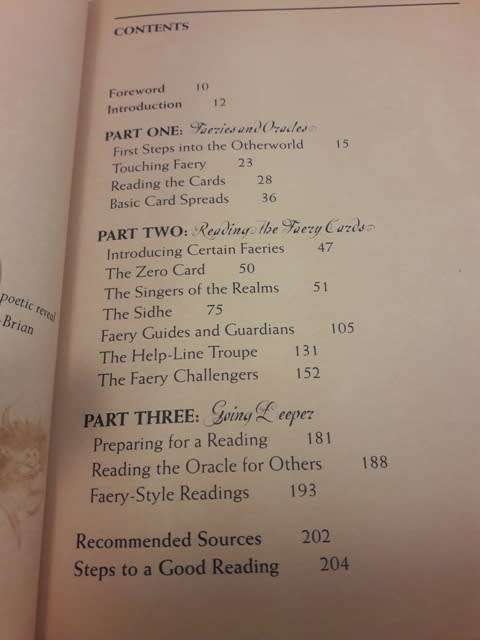 CONTENTS
Foreword 10
Introduction 12
PART ONE: Faeries and Oracles
First Steps into the Otherworld 15
Touching Faery 23
Reading the Cards 28
Basic Card Spreads 36
PART TWO: Reading the Faery Cards
Introducing Certain Faeries 47
The Zero Card 50
The Singers of the Realms 51
The Sidhe 75
Faery Guides and Guardians 105
The Help-Line Troupe 131
The Faery Challengers 152
PART THREE: Going Deeper
Preparing for a Reading 181
Reading the Oracle for Others 188
Faery-Style Readings 193
Recommended Sources 202
Steps to a Good Reading 204
poetic
Brian